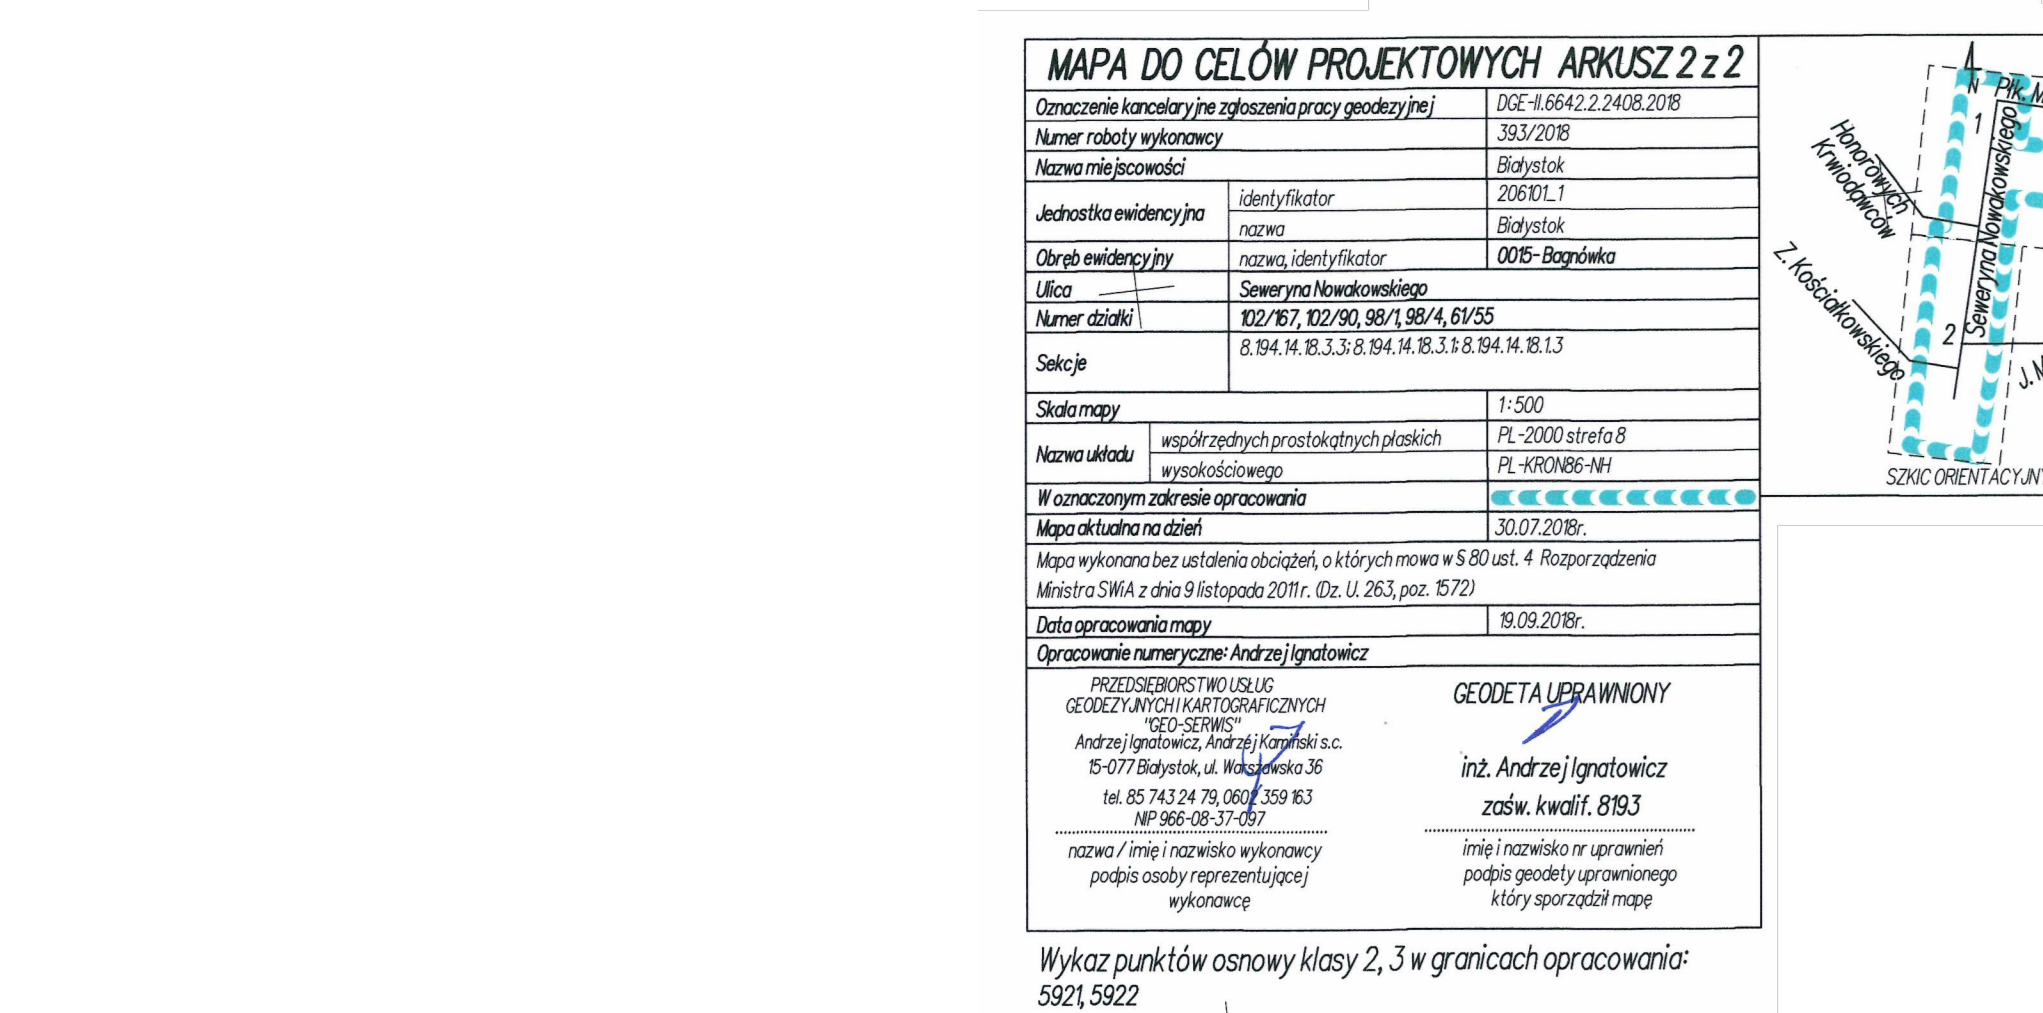 MAPA DO CELÓW PROJEKTOWYCH ARKUSZ 2 z 2
Oznaczenie kancelaryjne zgłoszenia pracy geodezyjnej DGE-II.6642.2.2408.2018
Numer roboty wykonawcy 393/2018
Nazwa miejscowości Białystok
Jednostka ewidencyjna identyfikator 206101_1
nazwa Białystok
Obręb ewidencyjny nazwa, identyfikator 0015-Bagnówka
Ulica Seweryna Nowakowskiego
Numer działki 102/167, 102/90, 98/1, 98/4, 61/55
Sekcje 8.194.14.18.3.3; 8.194.14.18.3.1; 8.194.14.18.1.3
Skala mapy 1:500
Nazwa układu współrzędnych prostokątnych płaskich PL-2000 strefa 8
wysokościowego PL-KRON86-NH
W oznaczonym zakresie opracowania
Mapa aktualna na dzień 30.07.2018r.
Mapa wykonana bez ustalenia obciążeń, o których mowa w § 80 ust. 4 Rozporządzenia
Ministra SWiA z dnia 9 listopada 2011 r. (Dz. U. 263, poz. 1572)
Data opracowania mapy 19.09.2018r.
Opracowanie numeryczne: Andrzej Ignatowicz
PRZEDSIĘBIORSTWO USŁUG
GEODEZYJNYCH I KARTOGRAFICZNYCH
"GEO-SERWIS"
Andrzej Ignatowicz, Andrzej Kamiński s.c.
15-077 Białystok, ul. Warszawska 36
tel. 85 743 24 79, 0602 359 163
NIP 966-08-37-097
nazwa / imię i nazwisko wykonawcy
podpis osoby reprezentującej
wykonawcę
GEODETA UPRAWNIONY
inż. Andrzej Ignatowicz
zaśw. kwalif. 8193
imię i nazwisko nr uprawnień
podpis geodety uprawnionego
który sporządził mapę
Wykaz punktów osnowy klasy 2, 3 w granicach opracowania:
5921, 5922
N
Płk. M
1
Honorowych
Krwiodawców
Seweryna Nowakowskiego
Z. Kościałkowskiego
2
J.
SZKIC ORIENTACYJN